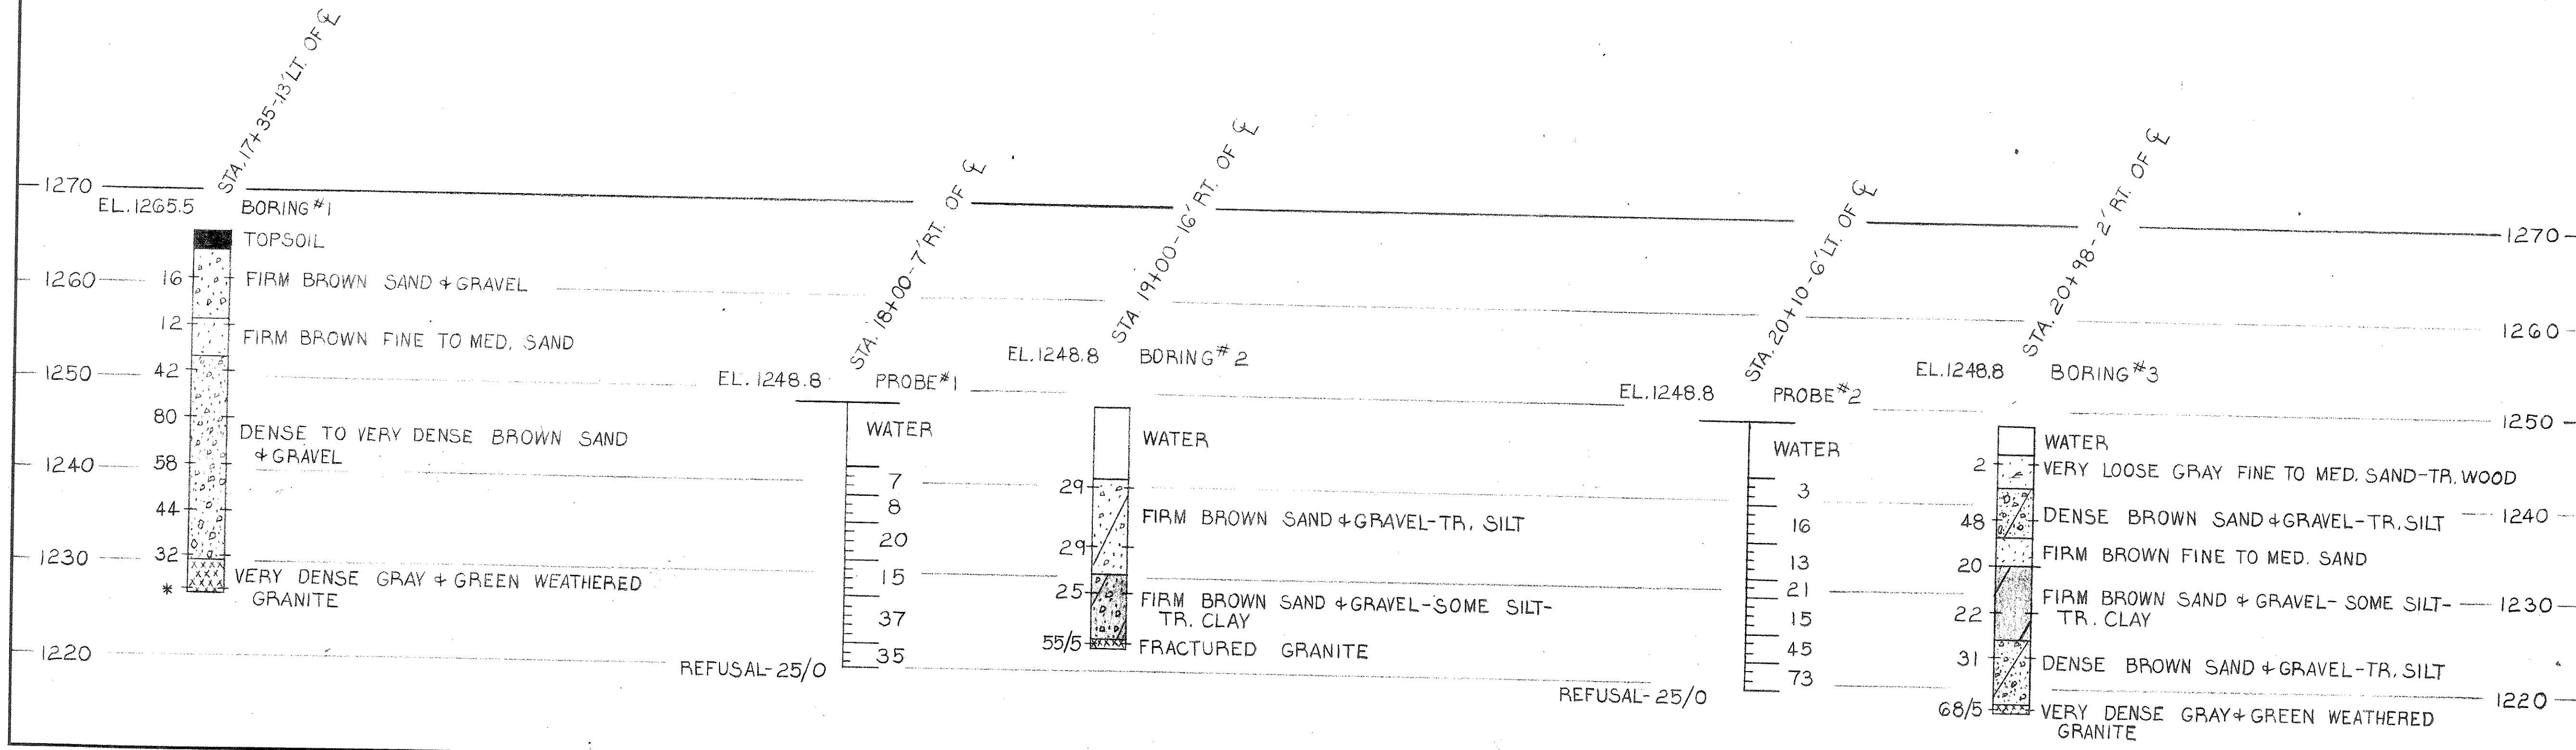 STA. 17+35-13' LT. OF ℄
1270
EL. 1265.5 BORING #1
TOPSOIL
1260
16 FIRM BROWN SAND & GRAVEL
12
FIRM BROWN FINE TO MED. SAND
1250
42
80
DENSE TO VERY DENSE BROWN SAND
& GRAVEL
1240
58
44
32
1230
* VERY DENSE GRAY & GREEN WEATHERED
GRANITE
1220
STA. 18+00-7' RT. OF ℄
EL. 1248.8 PROBE #1
WATER
7
8
20
15
37
35
REFUSAL-25/0
STA. 19+00-16' RT. OF ℄
EL. 1248.8 BORING #2
WATER
29
FIRM BROWN SAND & GRAVEL-TR. SILT
29
25
FIRM BROWN SAND & GRAVEL-SOME SILT-
TR. CLAY
55/5 FRACTURED GRANITE
STA. 20+10-6' LT. OF ℄
EL. 1248.8 PROBE #2
WATER
3
16
13
21
15
45
73
REFUSAL-25/0
STA. 20+98-2' RT. OF ℄
EL. 1248.8 BORING #3
WATER
2 VERY LOOSE GRAY FINE TO MED. SAND-TR. WOOD
48 DENSE BROWN SAND & GRAVEL-TR. SILT
FIRM BROWN FINE TO MED. SAND
20
FIRM BROWN SAND & GRAVEL-SOME SILT-
22 TR. CLAY
31 DENSE BROWN SAND & GRAVEL-TR. SILT
68/5 VERY DENSE GRAY & GREEN WEATHERED
GRANITE
1270
1260
1250
1240
1230
1220